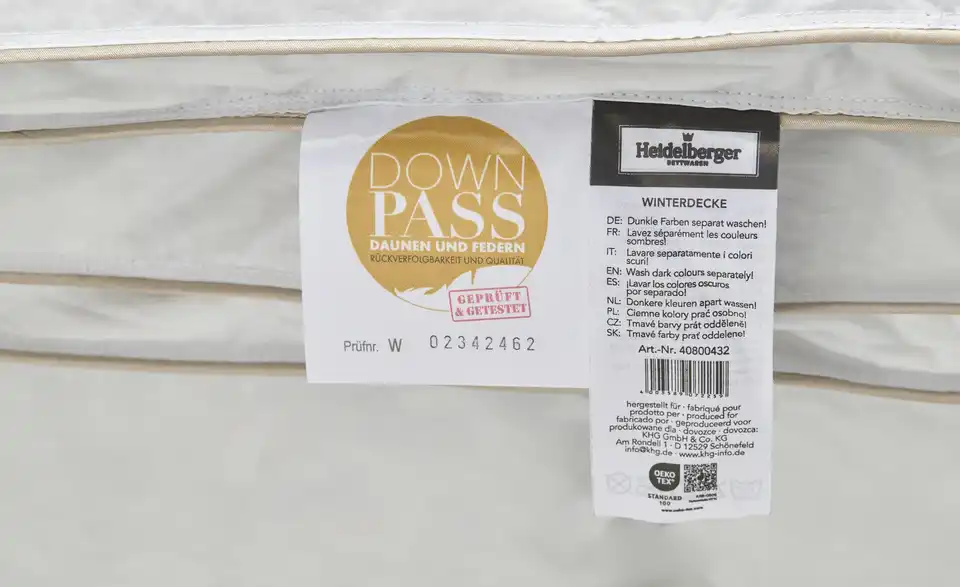 DOWN
PASS
DAUNEN UND FEDERN
RÜCKVERFOLGBARKEIT UND QUALITÄT
GEPRÜFT
& GETESTET
Prüfnr. W 02342462
Heidelberger
BETTWAREN
WINTERDECKE
DE: Dunkle Farben separat waschen!
FR: Lavez séparément les couleurs
sombres!
IT: Lavare separatamente i colori
scuri!
EN: Wash dark colours separately!
ES: ¡Lavar los colores oscuros
por separado!
NL: Donkere kleuren apart wassen!
PL: Ciemne kolory prać osobno!
CZ: Tmavé barvy prát odděleně!
SK: Tmavé farby prať oddelene!
Art.-Nr. 40800432
hergestellt für · fabriqué pour
prodotto per · produced for
fabricado por · geproduceerd voor
produkowane dla · dovozce · dovozca:
KHG GmbH & Co. KG
Am Rondell 1 · D 12529 Schönefeld
info@khg.de · www.khg-info.de
OEKO
TEX®
STANDARD
100
www.oeko-tex.com